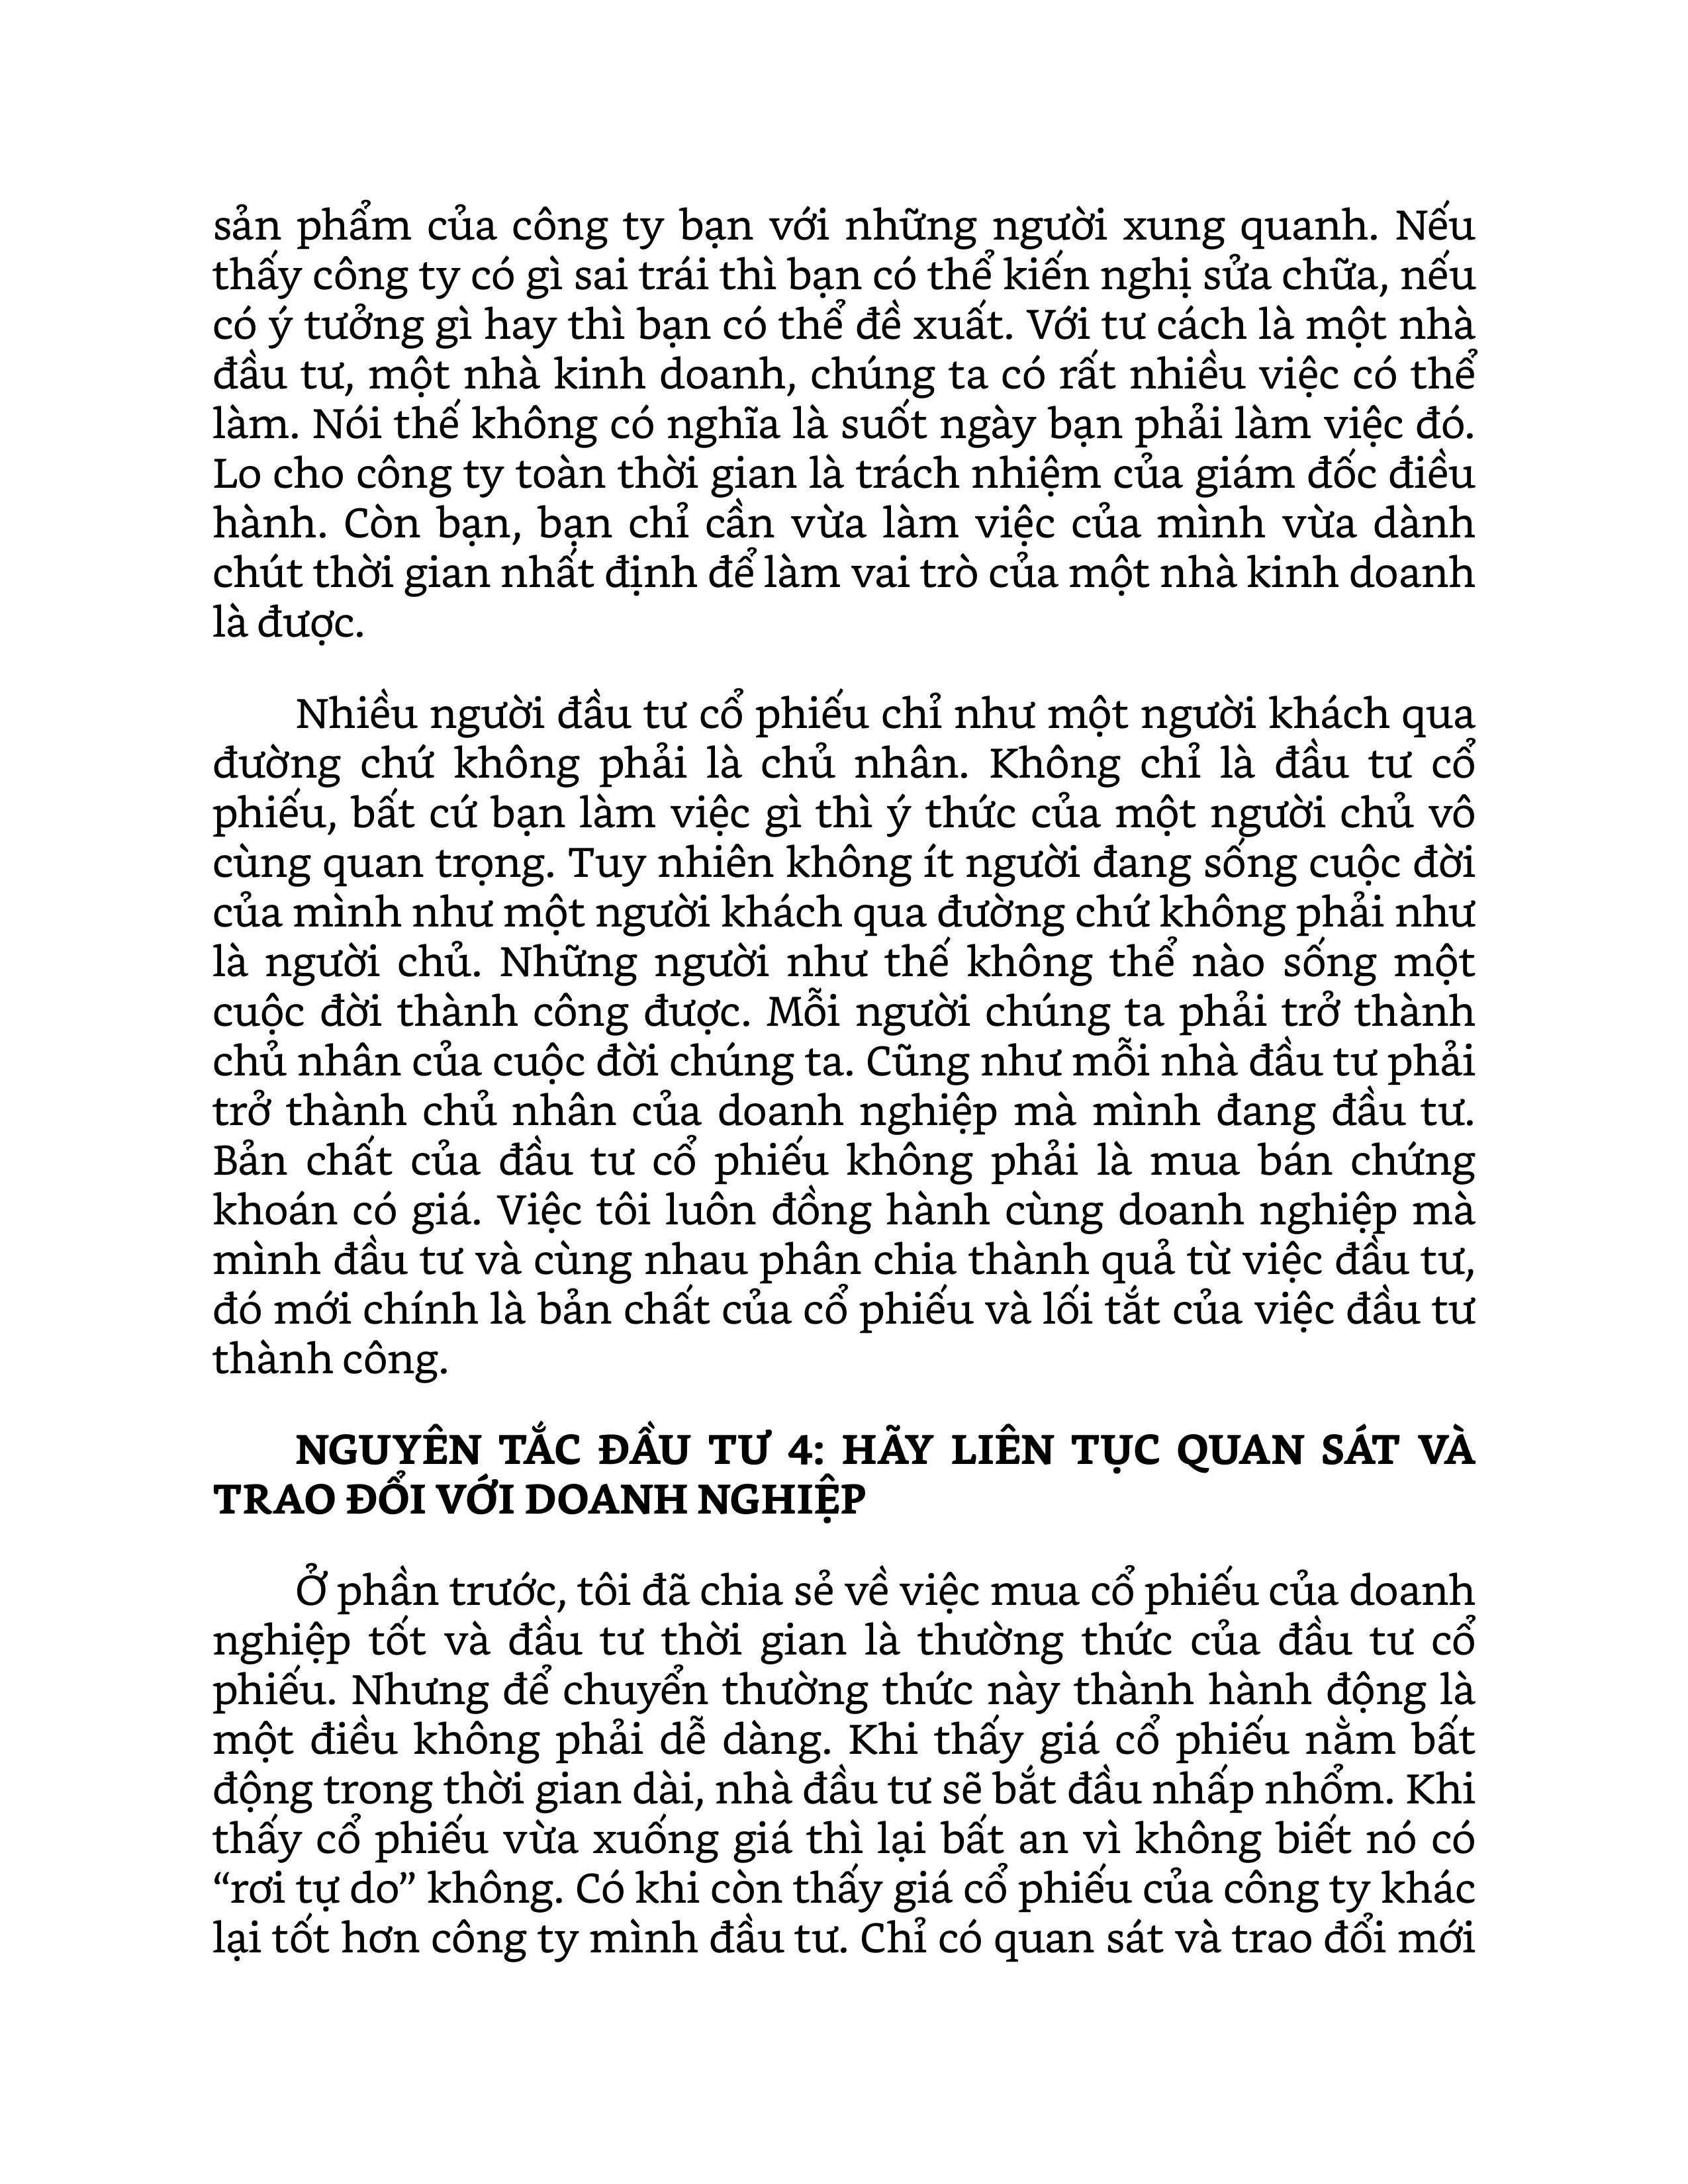 sản phẩm của công ty bạn với những người xung quanh. Nếu
thấy công ty có gì sai trái thì bạn có thể kiến nghị sửa chữa, nếu
có ý tưởng gì hay thì bạn có thể đề xuất. Với tư cách là một nhà
đầu tư, một nhà kinh doanh, chúng ta có rất nhiều việc có thể
làm. Nói thế không có nghĩa là suốt ngày bạn phải làm việc đó.
Lo cho công ty toàn thời gian là trách nhiệm của giám đốc điều
hành. Còn bạn, bạn chỉ cần vừa làm việc của mình vừa dành
chút thời gian nhất định để làm vai trò của một nhà kinh doanh
là được.
Nhiều người đầu tư cổ phiếu chỉ như một người khách qua
đường chứ không phải là chủ nhân. Không chỉ là đầu tư cổ
phiếu, bất cứ bạn làm việc gì thì ý thức của một người chủ vô
cùng quan trọng. Tuy nhiên không ít người đang sống cuộc đời
của mình như một người khách qua đường chứ không phải như
là người chủ. Những người như thế không thể nào sống một
cuộc đời thành công được. Mỗi người chúng ta phải trở thành
chủ nhân của cuộc đời chúng ta. Cũng như mỗi nhà đầu tư phải
trở thành chủ nhân của doanh nghiệp mà mình đang đầu tư.
Bản chất của đầu tư cổ phiếu không phải là mua bán chứng
khoán có giá. Việc tôi luôn đồng hành cùng doanh nghiệp mà
mình đầu tư và cùng nhau phân chia thành quả từ việc đầu tư,
đó mới chính là bản chất của cổ phiếu và lối tắt của việc đầu tư
thành công.
NGUYÊN TẮC ĐẦU TƯ 4: HÃY LIÊN TỤC QUAN SÁT VÀ
TRAO ĐỔI VỚI DOANH NGHIỆP
Ở phần trước, tôi đã chia sẻ về việc mua cổ phiếu của doanh
nghiệp tốt và đầu tư thời gian là thường thức của đầu tư cổ
phiếu. Nhưng để chuyển thường thức này thành hành động là
một điều không phải dễ dàng. Khi thấy giá cổ phiếu nằm bất
động trong thời gian dài, nhà đầu tư sẽ bắt đầu nhấp nhổm. Khi
thấy cổ phiếu vừa xuống giá thì lại bất an vì không biết nó có
“rơi tự do” không. Có khi còn thấy giá cổ phiếu của công ty khác
lại tốt hơn công ty mình đầu tư. Chỉ có quan sát và trao đổi mới